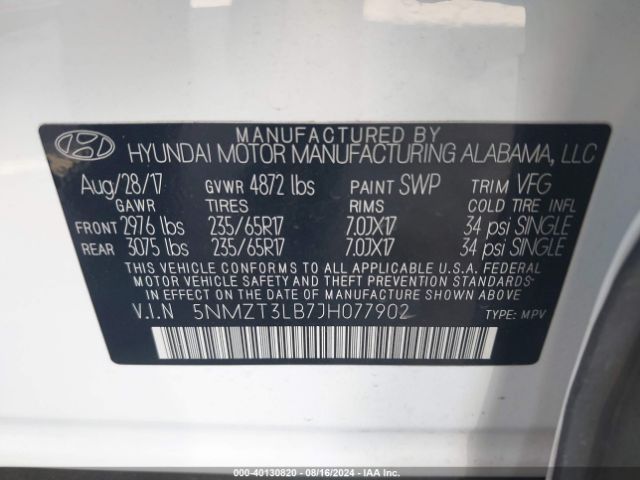 MANUFACTURED BY
HYUNDAI MOTOR MANUFACTURING ALABAMA, LLC
Aug/28/17 GVWR 4872 lbs PAINT SWP TRIM VFG
GAWR TIRES RIMS COLD TIRE INFL
FRONT 2976 lbs 235/65R17 7.0JX17 34 psi SINGLE
REAR 3075 lbs 235/65R17 7.0JX17 34 psi SINGLE
THIS VEHICLE CONFORMS TO ALL APPLICABLE U.S.A. FEDERAL
MOTOR VEHICLE SAFETY AND THEFT PREVENTION STANDARDS
IN EFFECT ON THE DATE OF MANUFACTURE SHOWN ABOVE.
V.I.N 5NMZT3LB7JH077902 TYPE: MPV
000-40130820 - 08/16/2024 - IAA Inc.